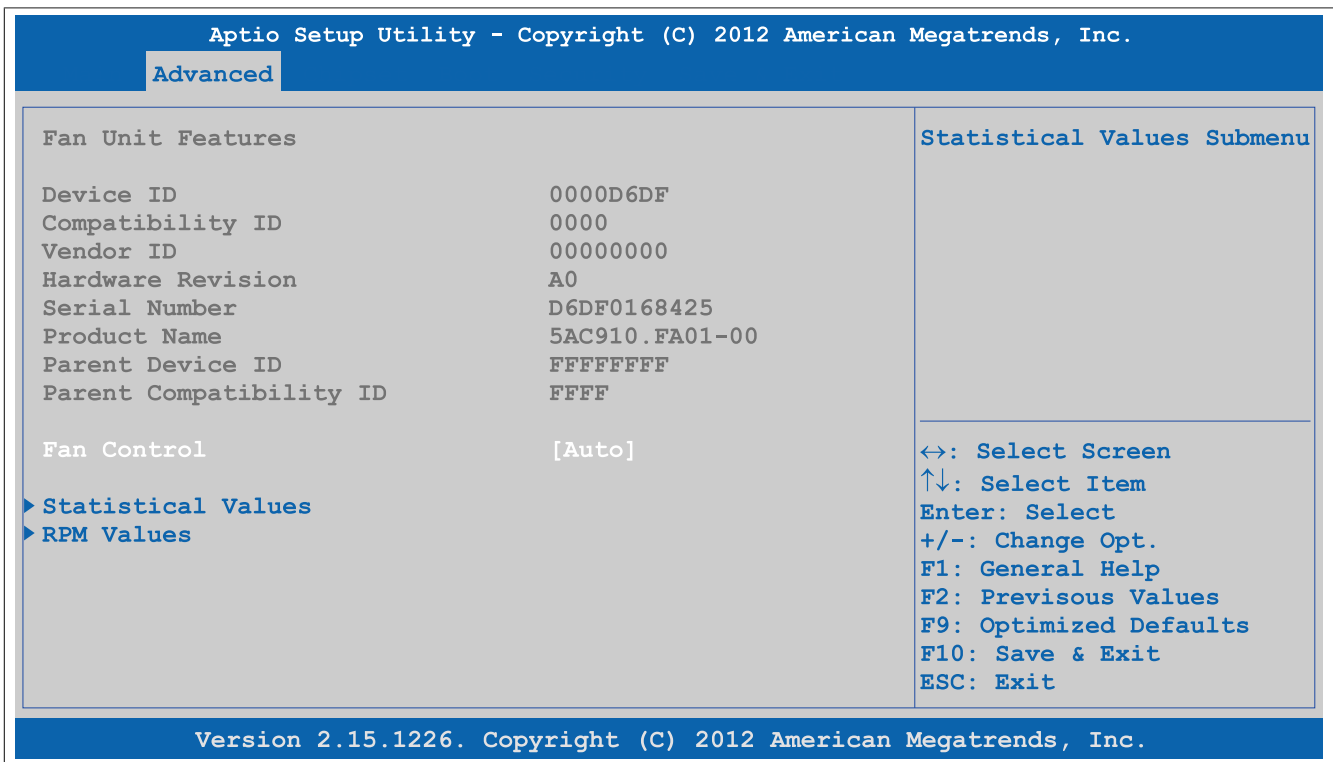 Aptio Setup Utility - Copyright (C) 2012 American Megatrends, Inc.
Advanced
Fan Unit Features
Device ID 0000D6DF
Compatibility ID 0000
Vendor ID 00000000
Hardware Revision A0
Serial Number D6DF0168425
Product Name 5AC910.FA01-00
Parent Device ID FFFFFFFF
Parent Compatibility ID FFFF
Fan Control [Auto]
Statistical Values
RPM Values
Statistical Values Submenu
↔: Select Screen
↑↓: Select Item
Enter: Select
+/-: Change Opt.
F1: General Help
F2: Previsous Values
F9: Optimized Defaults
F10: Save & Exit
ESC: Exit
Version 2.15.1226. Copyright (C) 2012 American Megatrends, Inc.